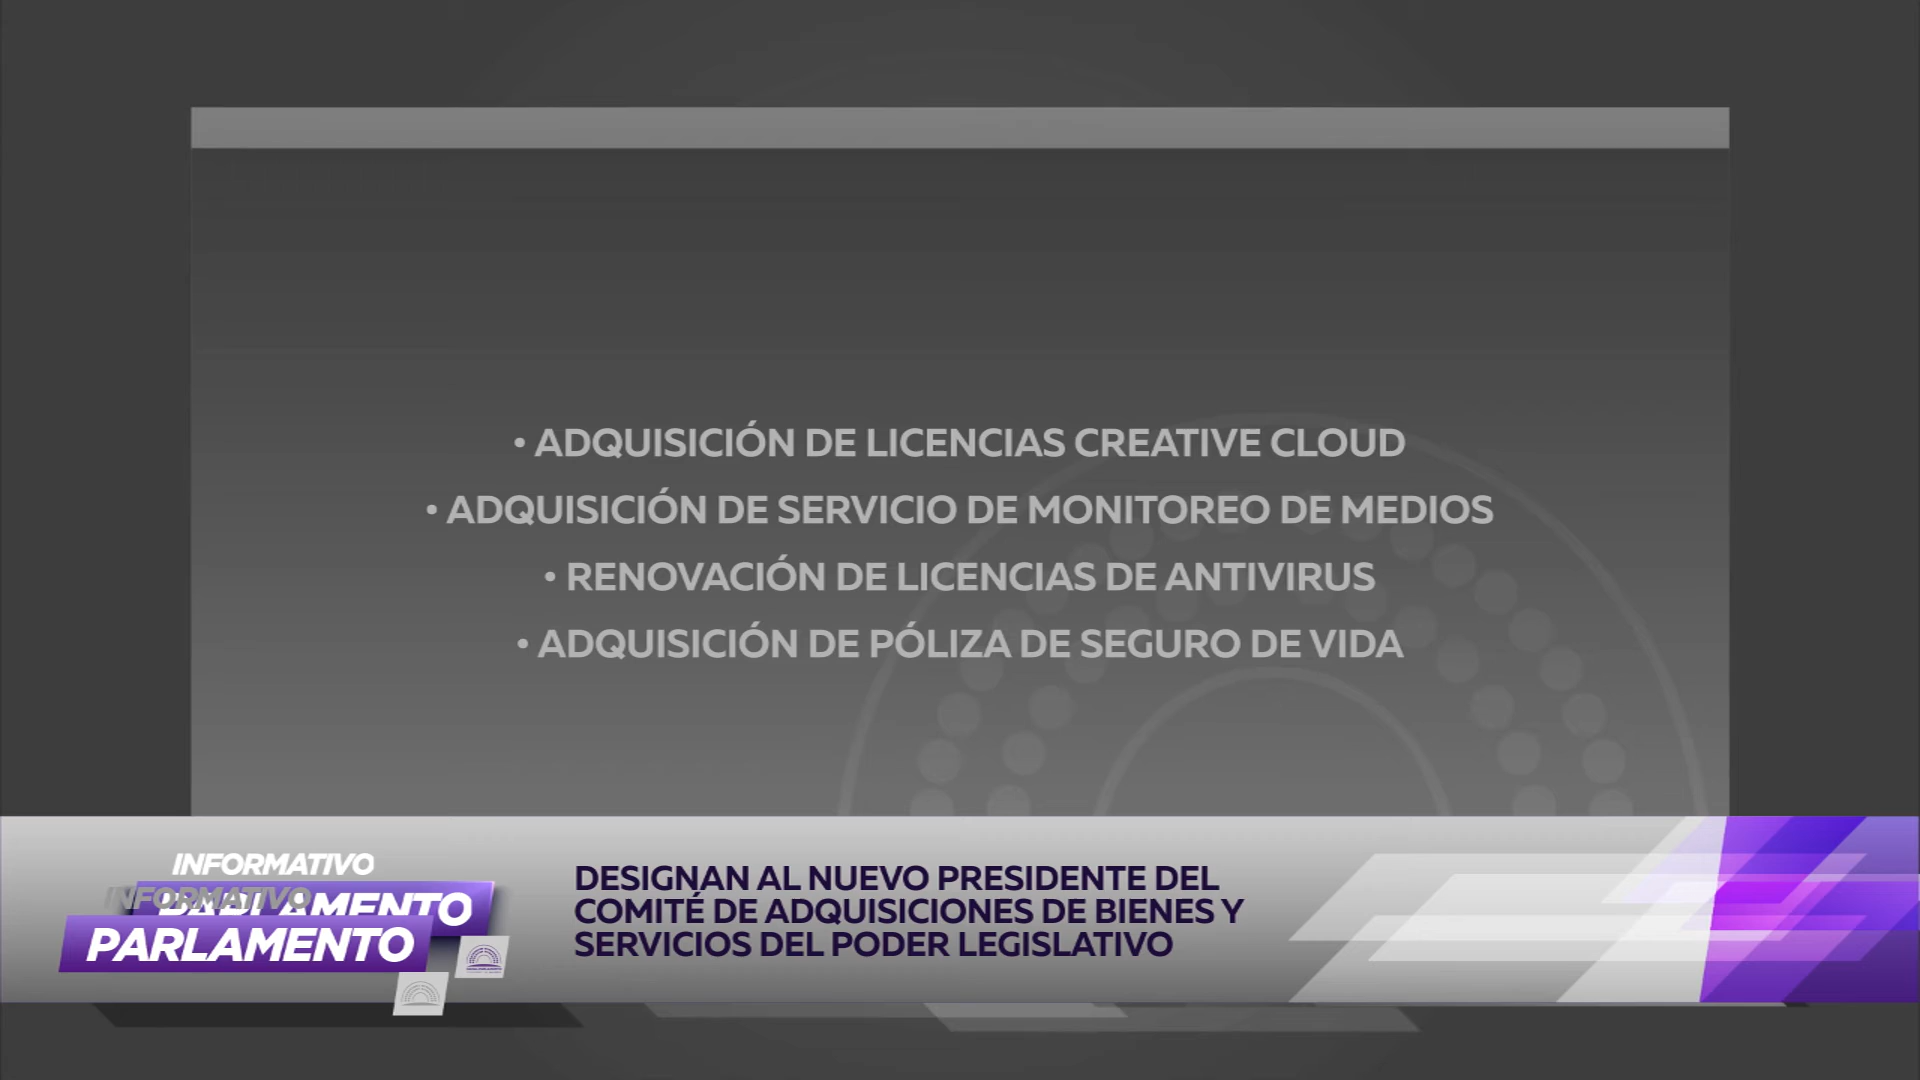 • ADQUISICIÓN DE LICENCIAS CREATIVE CLOUD
• ADQUISICIÓN DE SERVICIO DE MONITOREO DE MEDIOS
• RENOVACIÓN DE LICENCIAS DE ANTIVIRUS
• ADQUISICIÓN DE PÓLIZA DE SEGURO DE VIDA
INFORMATIVO
PARLAMENTO
INFORMATIVO
PARLAMENTO
DESIGNAN AL NUEVO PRESIDENTE DEL
COMITÉ DE ADQUISICIONES DE BIENES Y
SERVICIOS DEL PODER LEGISLATIVO